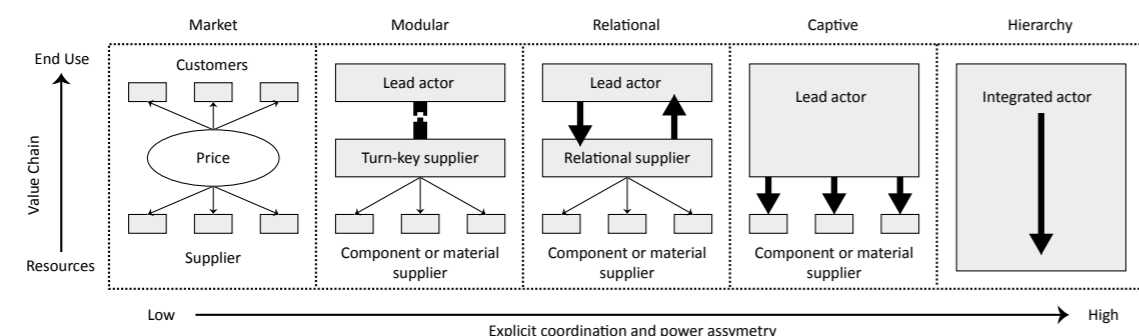 Market
Modular
Relational
Captive
Hierarchy
End Use
Value Chain
Resources
Customers
Price
Supplier
Lead actor
Turn-key supplier
Component or material
supplier
Lead actor
Relational supplier
Component or material
supplier
Lead actor
Component or material
supplier
Integrated actor
Low
High
Explicit coordination and power assymetry